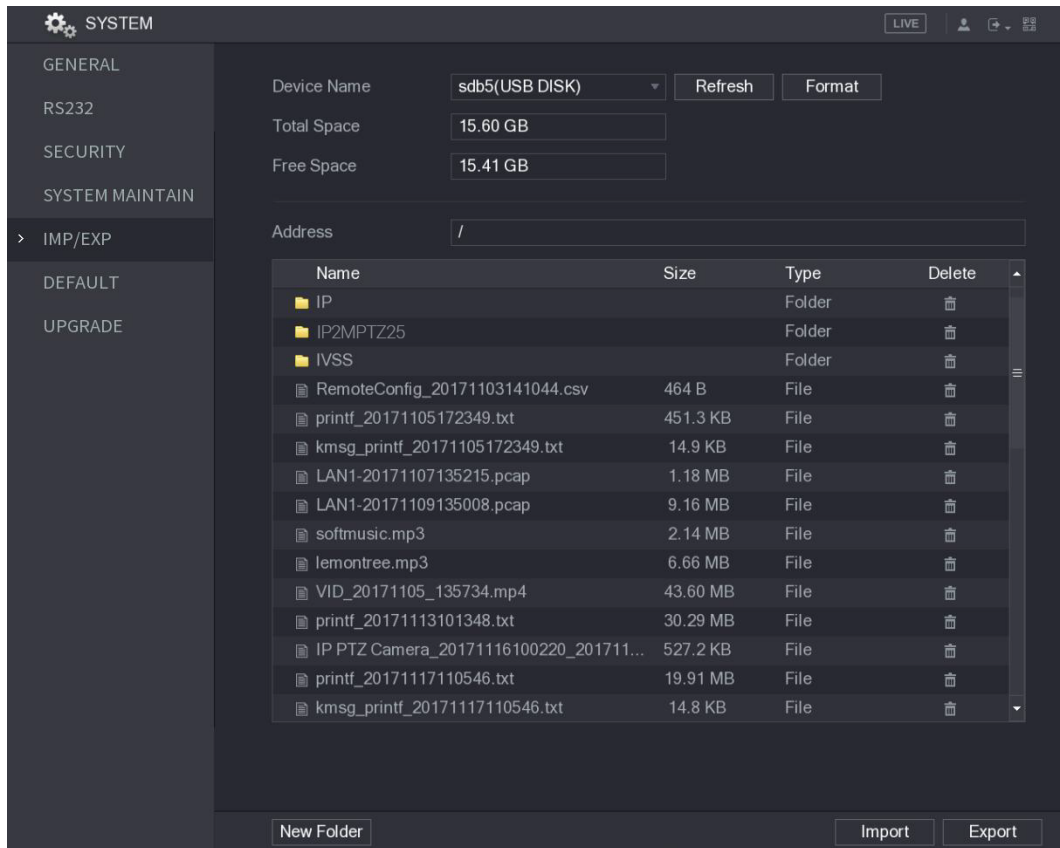 SYSTEM LIVE
GENERAL
RS232
SECURITY
SYSTEM MAINTAIN
IMP/EXP
DEFAULT
UPGRADE
Device Name sdb5(USB DISK) Refresh Format
Total Space 15.60 GB
Free Space 15.41 GB
Address /
Name Size Type Delete
IP Folder
IP2MPTZ25 Folder
IVSS Folder
RemoteConfig_20171103141044.csv 464 B File
printf_20171105172349.txt 451.3 KB File
kmsg_printf_20171105172349.txt 14.9 KB File
LAN1-20171107135215.pcap 1.18 MB File
LAN1-20171109135008.pcap 9.16 MB File
softmusic.mp3 2.14 MB File
lemontree.mp3 6.66 MB File
VID_20171105_135734.mp4 43.60 MB File
printf_20171113101348.txt 30.29 MB File
IP PTZ Camera_20171116100220_201711... 527.2 KB File
printf_20171117110546.txt 19.91 MB File
kmsg_printf_20171117110546.txt 14.8 KB File
New Folder Import Export